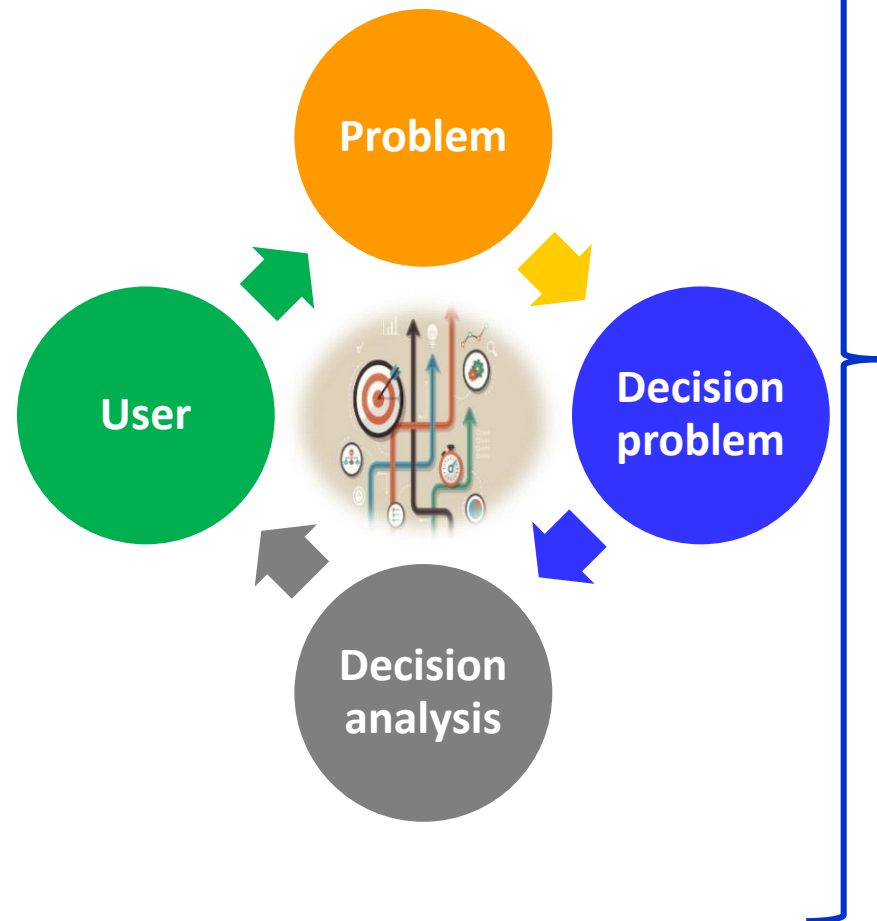 Problem
Decision
problem
User
Decision
analysis